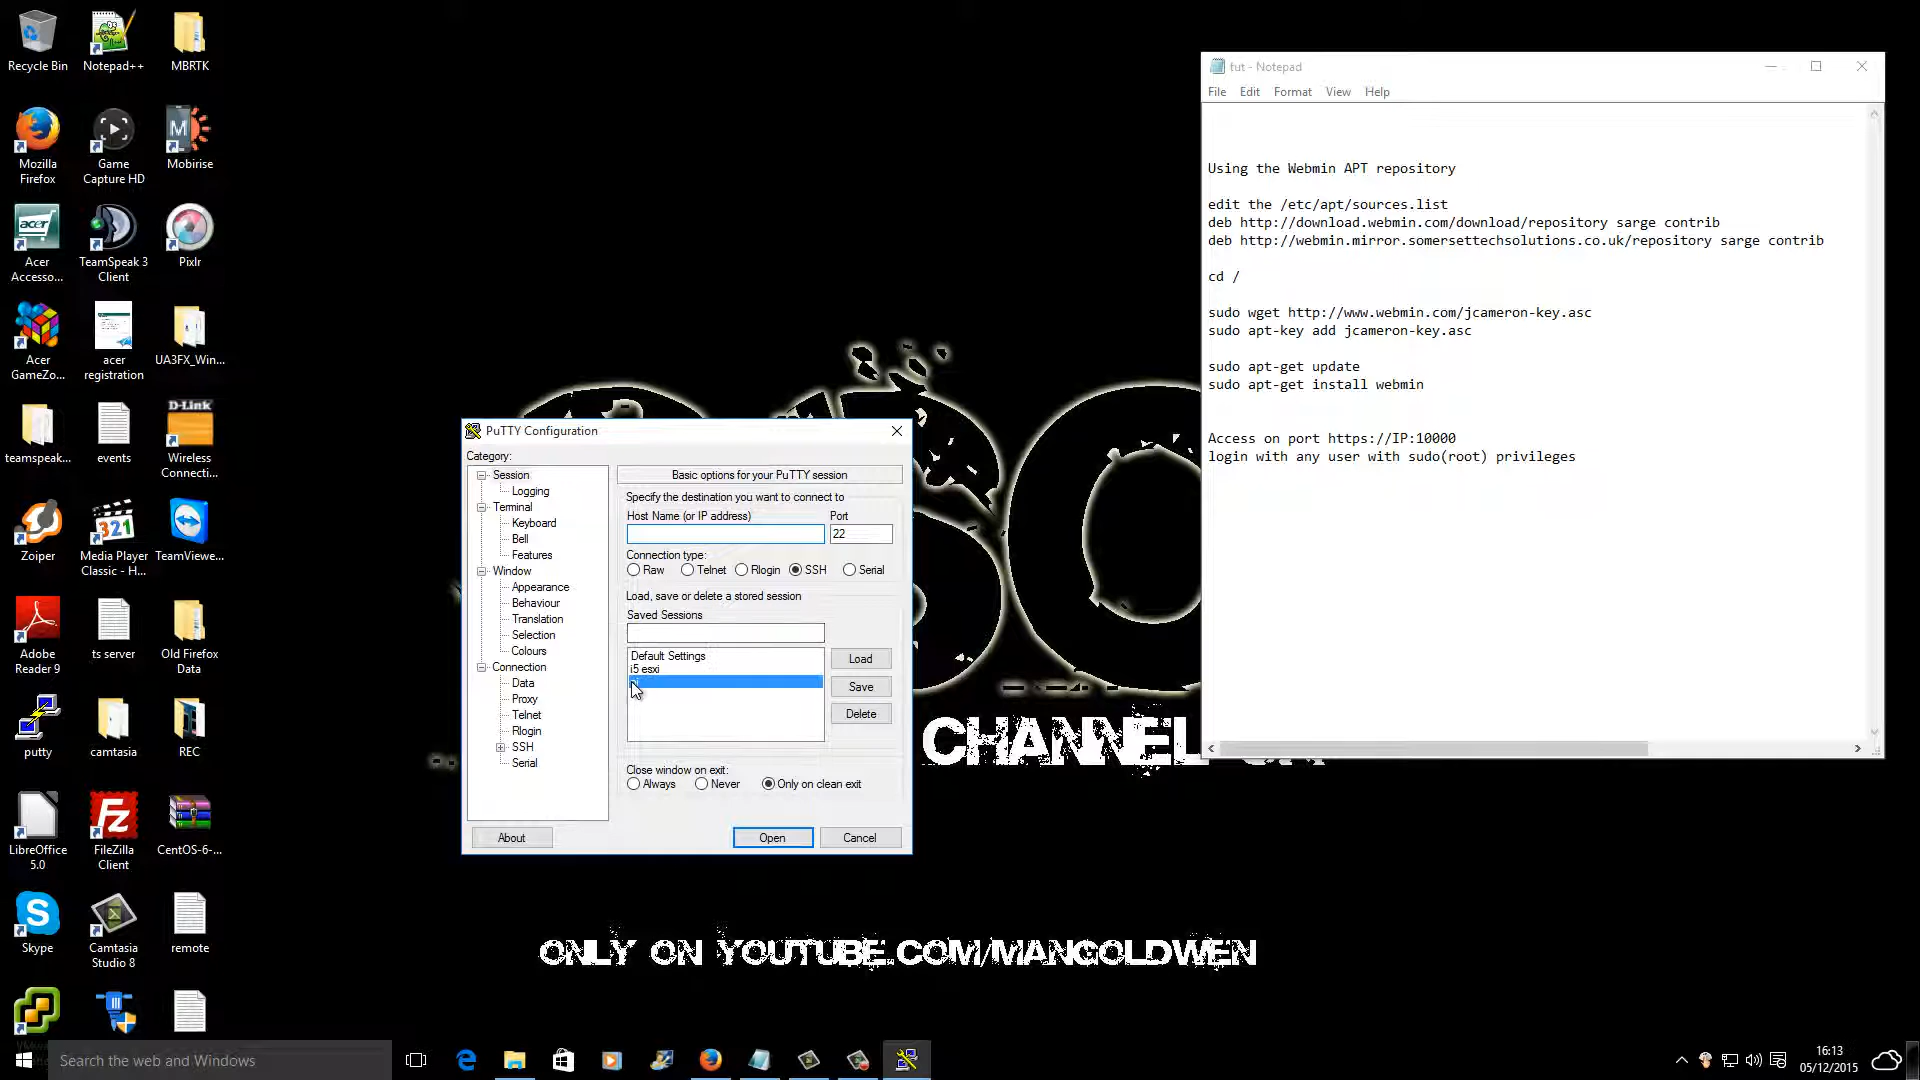 Recycle Bin
Notepad++
MBRTK
Mozilla
Firefox
Game
Capture HD
Mobirise
Acer
Accesso...
TeamSpeak 3
Client
Pixlr
Acer
GameZo...
acer
registration
UA3FX_Win...
teamspeak...
events
D-Link
Wireless
Connecti...
Zoiper
Media Player
Classic - H...
TeamViewe...
Adobe
Reader 9
ts server
Old Firefox
Data
putty
camtasia
REC
LibreOffice
5.0
FileZilla
Client
CentOS-6-...
Skype
Camtasia
Studio 8
remote
tut - Notepad
File Edit Format View Help
Using the Webmin APT repository
edit the /etc/apt/sources.list
deb http://download.webmin.com/download/repository sarge contrib
deb http://webmin.mirror.somersettechsolutions.co.uk/repository sarge contrib
cd /
sudo wget http://www.webmin.com/jcameron-key.asc
sudo apt-key add jcameron-key.asc
sudo apt-get update
sudo apt-get install webmin
Access on port https://IP:10000
login with any user with sudo(root) privileges
PuTTY Configuration
Category:
Session
Logging
Terminal
Keyboard
Bell
Features
Window
Appearance
Behaviour
Translation
Selection
Colours
Connection
Data
Proxy
Telnet
Rlogin
SSH
Serial
Basic options for your PuTTY session
Specify the destination you want to connect to
Host Name (or IP address) Port
22
Connection type:
Raw Telnet Rlogin SSH Serial
Load, save or delete a stored session
Saved Sessions
Default Settings
i5 esxi
Load
Save
Delete
Close window on exit:
Always Never Only on clean exit
About Open Cancel
CHANNEL
ONLY ON YOUTUBE.COM/MANGOLDWEN
Search the web and Windows
16:13
05/12/2015